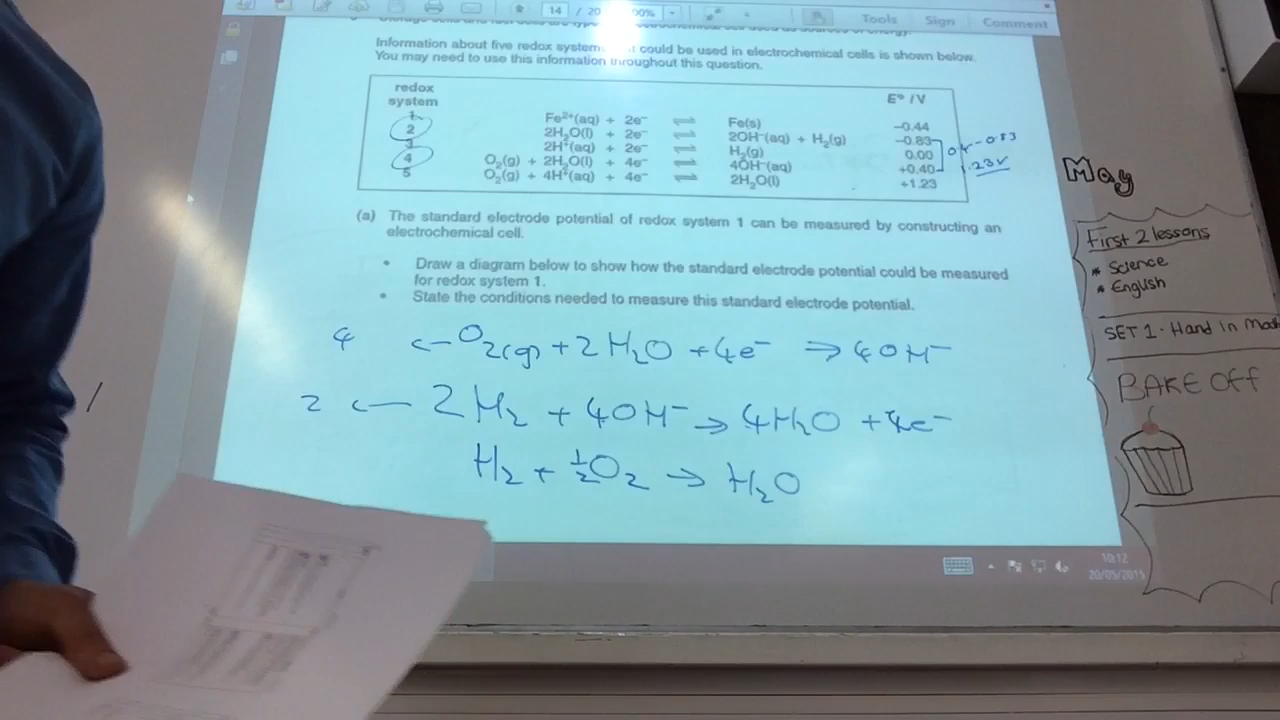 14 / 20
Tools Sign Comment
Information about five redox system could be used in electrochemical cells is shown below.
You may need to use this information throughout this question.
redox
system
E° /V
1 Fe²⁺(aq) + 2e⁻ ⇌ Fe(s) −0.44
2 2H₂O(l) + 2e⁻ ⇌ 2OH⁻(aq) + H₂(g) −0.83
3 2H⁺(aq) + 2e⁻ ⇌ H₂(g) 0.00
4 O₂(g) + 2H₂O(l) + 4e⁻ ⇌ 4OH⁻(aq) +0.40
5 O₂(g) + 4H⁺(aq) + 4e⁻ ⇌ 2H₂O(l) +1.23
.23V
(a) The standard electrode potential of redox system 1 can be measured by constructing an
electrochemical cell.
• Draw a diagram below to show how the standard electrode potential could be measured
for redox system 1.
• State the conditions needed to measure this standard electrode potential.
4 ← O₂(g) + 2H₂O + 4e⁻ → 4OH⁻
2 ← 2H₂ + 4OH⁻ → 4H₂O + 4e⁻
H₂ + ½O₂ → H₂O
10:12
20/05/2015
May
First 2 lessons
* Science
* English
SET 1 - Hand in
BAKE OFF